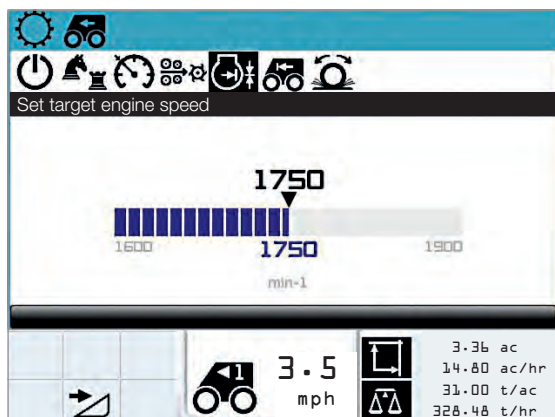 Set target engine speed
1750
1600 1750 1900
min-1
1
3.5
mph
3.36 ac
14.80 ac/hr
31.00 t/ac
328.48 t/hr